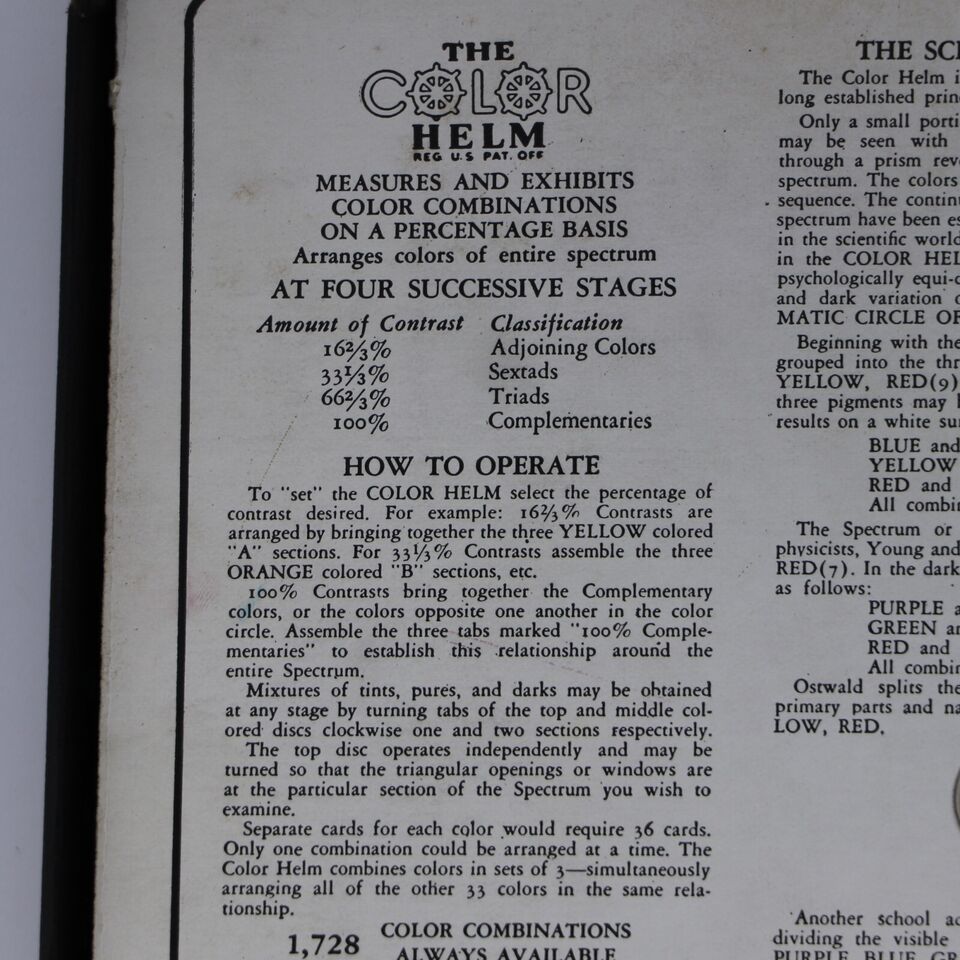 THE
COLOR
HELM
REG U.S PAT. OFF
MEASURES AND EXHIBITS
COLOR COMBINATIONS
ON A PERCENTAGE BASIS
Arranges colors of entire spectrum
AT FOUR SUCCESSIVE STAGES
Amount of Contrast Classification
16⅔% Adjoining Colors
33⅓% Sextads
66⅔% Triads
100% Complementaries
HOW TO OPERATE
To "set" the COLOR HELM select the percentage of
contrast desired. For example: 16⅔% Contrasts are
arranged by bringing together the three YELLOW colored
"A" sections. For 33⅓% Contrasts assemble the three
ORANGE colored "B" sections, etc.
100% Contrasts bring together the Complementary
colors, or the colors opposite one another in the color
circle. Assemble the three tabs marked "100% Comple-
mentaries" to establish this relationship around the
entire Spectrum.
Mixtures of tints, pures, and darks may be obtained
at any stage by turning tabs of the top and middle col-
ored discs clockwise one and two sections respectively.
The top disc operates independently and may be
turned so that the triangular openings or windows are
at the particular section of the Spectrum you wish to
examine.
Separate cards for each color would require 36 cards.
Only one combination could be arranged at a time. The
Color Helm combines colors in sets of 3—simultaneously
arranging all of the other 33 colors in the same rela-
tionship.
1,728 COLOR COMBINATIONS
ALWAYS AVAILABLE
THE
The Color Helm
long established
Only a small
may be seen with
through a prism
spectrum. The colors
sequence. The
spectrum have been
in the scientific
in the COLOR
psychologically
and dark variation
MATIC CIRCLE OF
Beginning with the
grouped into the
YELLOW, RED(9)
three pigments may
results on a white
BLUE and
YELLOW
RED and
All
The Spectrum or
physicists, Young and
RED(7). In the dark
as follows:
PURPLE
GREEN
RED and
All
Ostwald splits the
primary parts and
LOW, RED.
Another school
dividing the visible
PURPLE BLUE